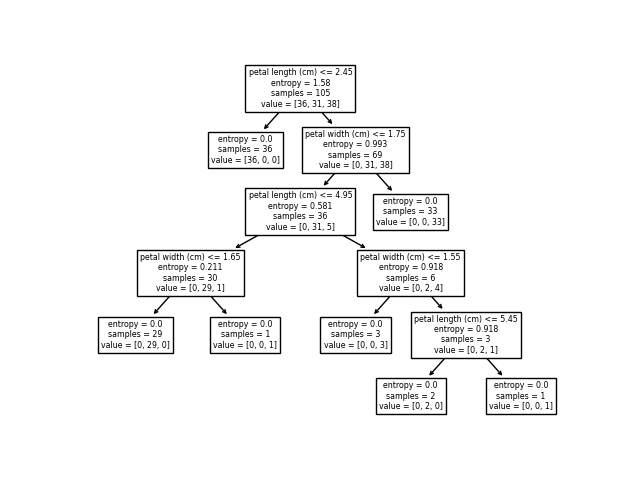 petal length (cm) <= 2.45
entropy = 1.58
samples = 105
value = [36, 31, 38]
entropy = 0.0
samples = 36
value = [36, 0, 0]
petal width (cm) <= 1.75
entropy = 0.993
samples = 69
value = [0, 31, 38]
petal length (cm) <= 4.95
entropy = 0.581
samples = 36
value = [0, 31, 5]
entropy = 0.0
samples = 33
value = [0, 0, 33]
petal width (cm) <= 1.65
entropy = 0.211
samples = 30
value = [0, 29, 1]
petal width (cm) <= 1.55
entropy = 0.918
samples = 6
value = [0, 2, 4]
entropy = 0.0
samples = 29
value = [0, 29, 0]
entropy = 0.0
samples = 1
value = [0, 0, 1]
entropy = 0.0
samples = 3
value = [0, 0, 3]
petal length (cm) <= 5.45
entropy = 0.918
samples = 3
value = [0, 2, 1]
entropy = 0.0
samples = 2
value = [0, 2, 0]
entropy = 0.0
samples = 1
value = [0, 0, 1]